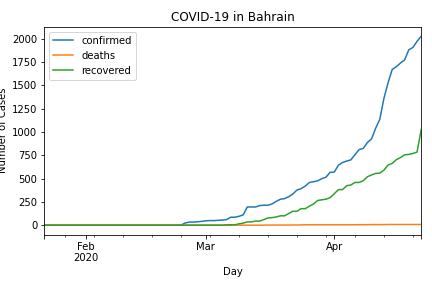 COVID-19 in Bahrain
confirmed
deaths
recovered
2000
1750
1500
1250
1000
750
500
250
0
Number of Cases
Feb
2020
Mar
Apr
Day